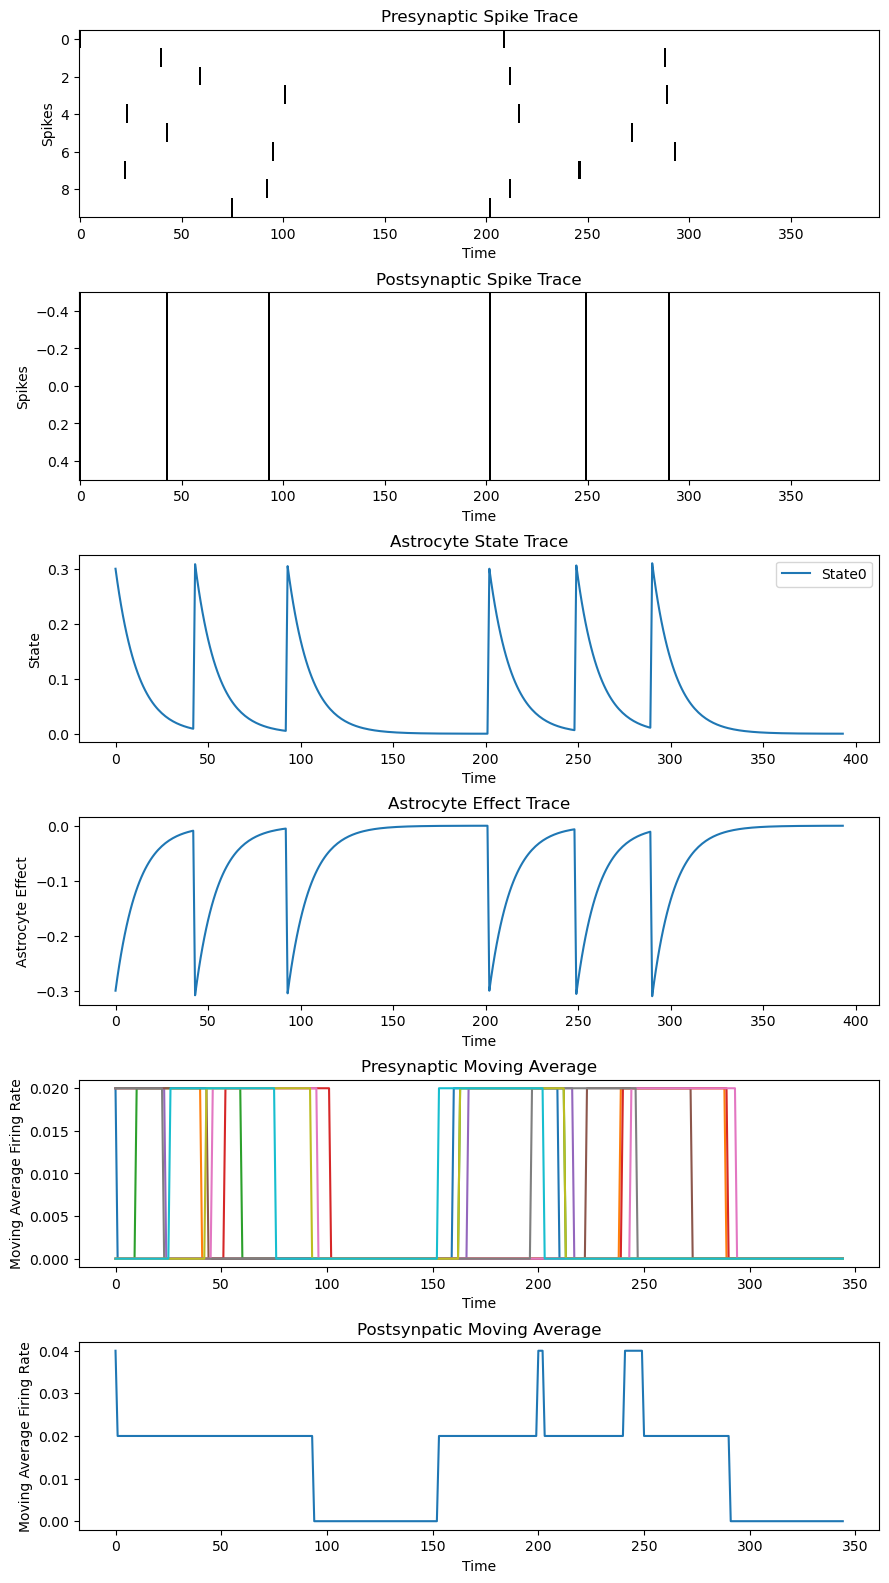 Presynaptic Spike Trace
0
2
4
6
8
Spikes
0 50 100 150 200 250 300 350
Time
Postsynaptic Spike Trace
−0.4
−0.2
0.0
0.2
0.4
Spikes
0 50 100 150 200 250 300 350
Time
Astrocyte State Trace
0.3
0.2
0.1
0.0
State
State0
0 50 100 150 200 250 300 350 400
Time
Astrocyte Effect Trace
0.0
−0.1
−0.2
−0.3
Astrocyte Effect
0 50 100 150 200 250 300 350 400
Time
Presynaptic Moving Average
0.020
0.015
0.010
0.005
0.000
Moving Average Firing Rate
0 50 100 150 200 250 300 350
Time
Postsynpatic Moving Average
0.04
0.03
0.02
0.01
0.00
Moving Average Firing Rate
0 50 100 150 200 250 300 350
Time